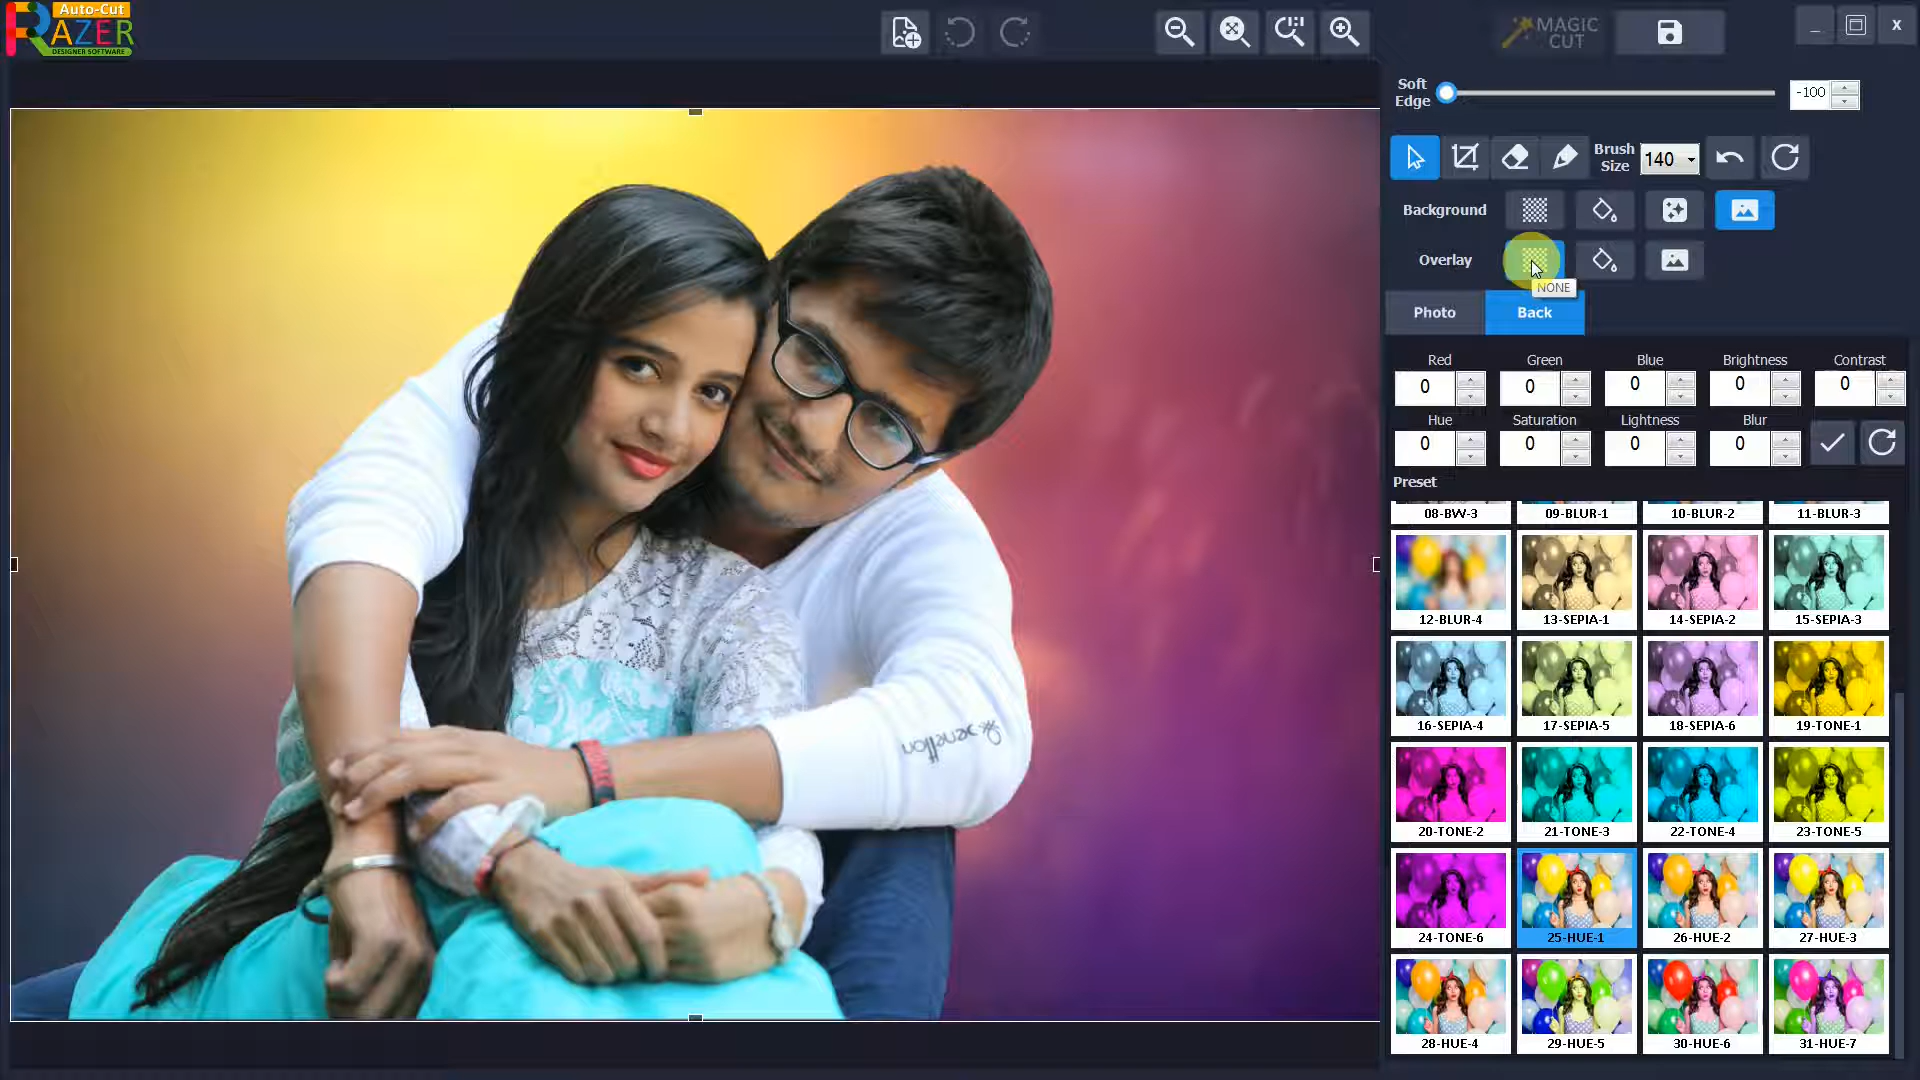 Auto-Cut
RAZER
DESIGNER SOFTWARE
MAGIC
CUT
x
Soft
Edge
-100
Brush
Size
140
Background
Overlay
NONE
Photo
Back
Red
Green
Blue
Brightness
Contrast
0
0
0
0
0
Hue
Saturation
Lightness
Blur
0
0
0
0
Preset
08-BW-3
09-BLUR-1
10-BLUR-2
11-BLUR-3
12-BLUR-4
13-SEPIA-1
14-SEPIA-2
15-SEPIA-3
16-SEPIA-4
17-SEPIA-5
18-SEPIA-6
19-TONE-1
20-TONE-2
21-TONE-3
22-TONE-4
23-TONE-5
24-TONE-6
25-HUE-1
26-HUE-2
27-HUE-3
28-HUE-4
29-HUE-5
30-HUE-6
31-HUE-7